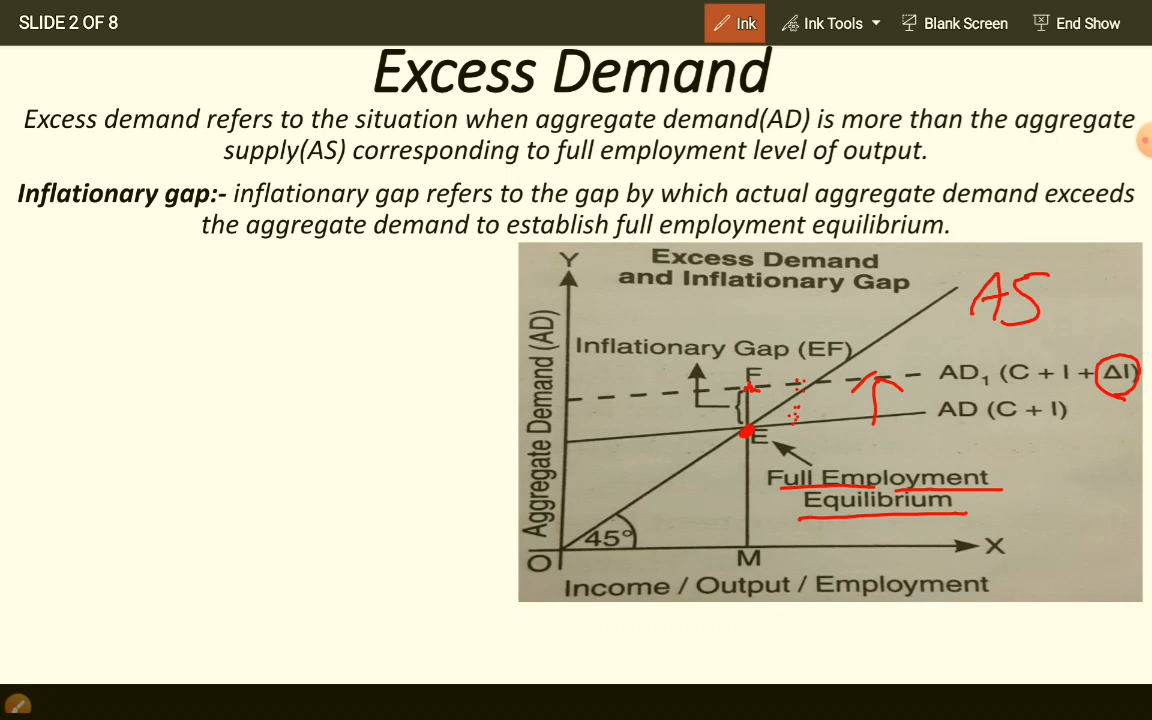 SLIDE 2 OF 8
Ink
Ink Tools
Blank Screen
End Show
Excess Demand
Excess demand refers to the situation when aggregate demand(AD) is more than the aggregate
supply(AS) corresponding to full employment level of output.
Inflationary gap:- inflationary gap refers to the gap by which actual aggregate demand exceeds
the aggregate demand to establish full employment equilibrium.
Y
Excess Demand
and Inflationary Gap
AS
Aggregate Demand (AD)
Inflationary Gap (EF)
F
AD₁ (C + I + ΔI)
AD (C + I)
E
Full Employment
Equilibrium
45°
O
M
X
Income / Output / Employment